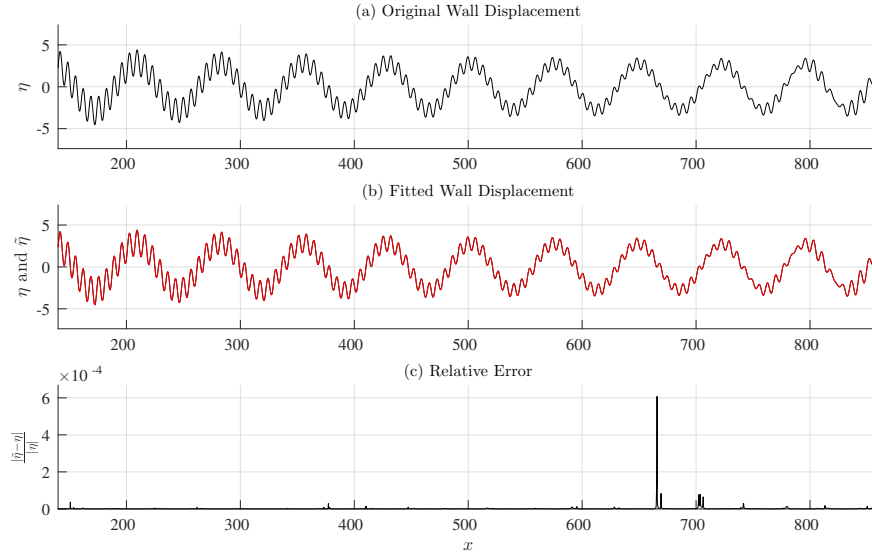 (a) Original Wall Displacement
5
0
-5
η
200 300 400 500 600 700 800
(b) Fitted Wall Displacement
5
0
-5
η and η̃
200 300 400 500 600 700 800
×10⁻⁴
(c) Relative Error
6
4
2
0
|η̃−η|
|η|
200 300 400 500 600 700 800
x